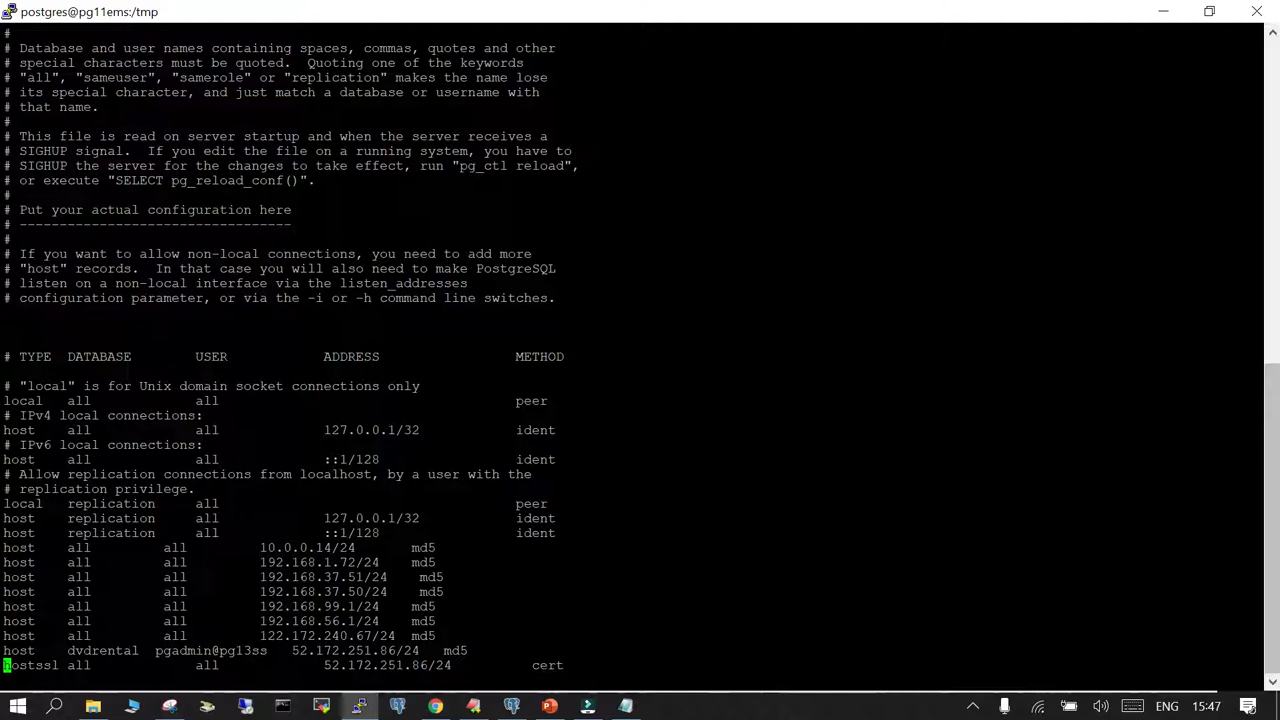 postgres@pg11ems:/tmp
#
# Database and user names containing spaces, commas, quotes and other
# special characters must be quoted.  Quoting one of the keywords
# "all", "sameuser", "samerole" or "replication" makes the name lose
# its special character, and just match a database or username with
# that name.
#
# This file is read on server startup and when the server receives a
# SIGHUP signal.  If you edit the file on a running system, you have to
# SIGHUP the server for the changes to take effect, run "pg_ctl reload",
# or execute "SELECT pg_reload_conf()".
#
# Put your actual configuration here
# ----------------------------------
#
# If you want to allow non-local connections, you need to add more
# "host" records.  In that case you will also need to make PostgreSQL
# listen on a non-local interface via the listen_addresses
# configuration parameter, or via the -i or -h command line switches.
# TYPE  DATABASE        USER            ADDRESS                 METHOD
# "local" is for Unix domain socket connections only
local   all             all                                     peer
# IPv4 local connections:
host    all             all             127.0.0.1/32            ident
# IPv6 local connections:
host    all             all             ::1/128                 ident
# Allow replication connections from localhost, by a user with the
# replication privilege.
local   replication     all                                     peer
host    replication     all             127.0.0.1/32            ident
host    replication     all             ::1/128                 ident
host    all         all         10.0.0.14/24       md5
host    all         all         192.168.1.72/24    md5
host    all         all         192.168.37.51/24    md5
host    all         all         192.168.37.50/24    md5
host    all         all         192.168.99.1/24    md5
host    all         all         192.168.56.1/24    md5
host    all         all         122.172.240.67/24  md5
host    dvdrental  pgadmin@pg13ss   52.172.251.86/24   md5
hostssl all             all             52.172.251.86/24          cert
ENG
15:47